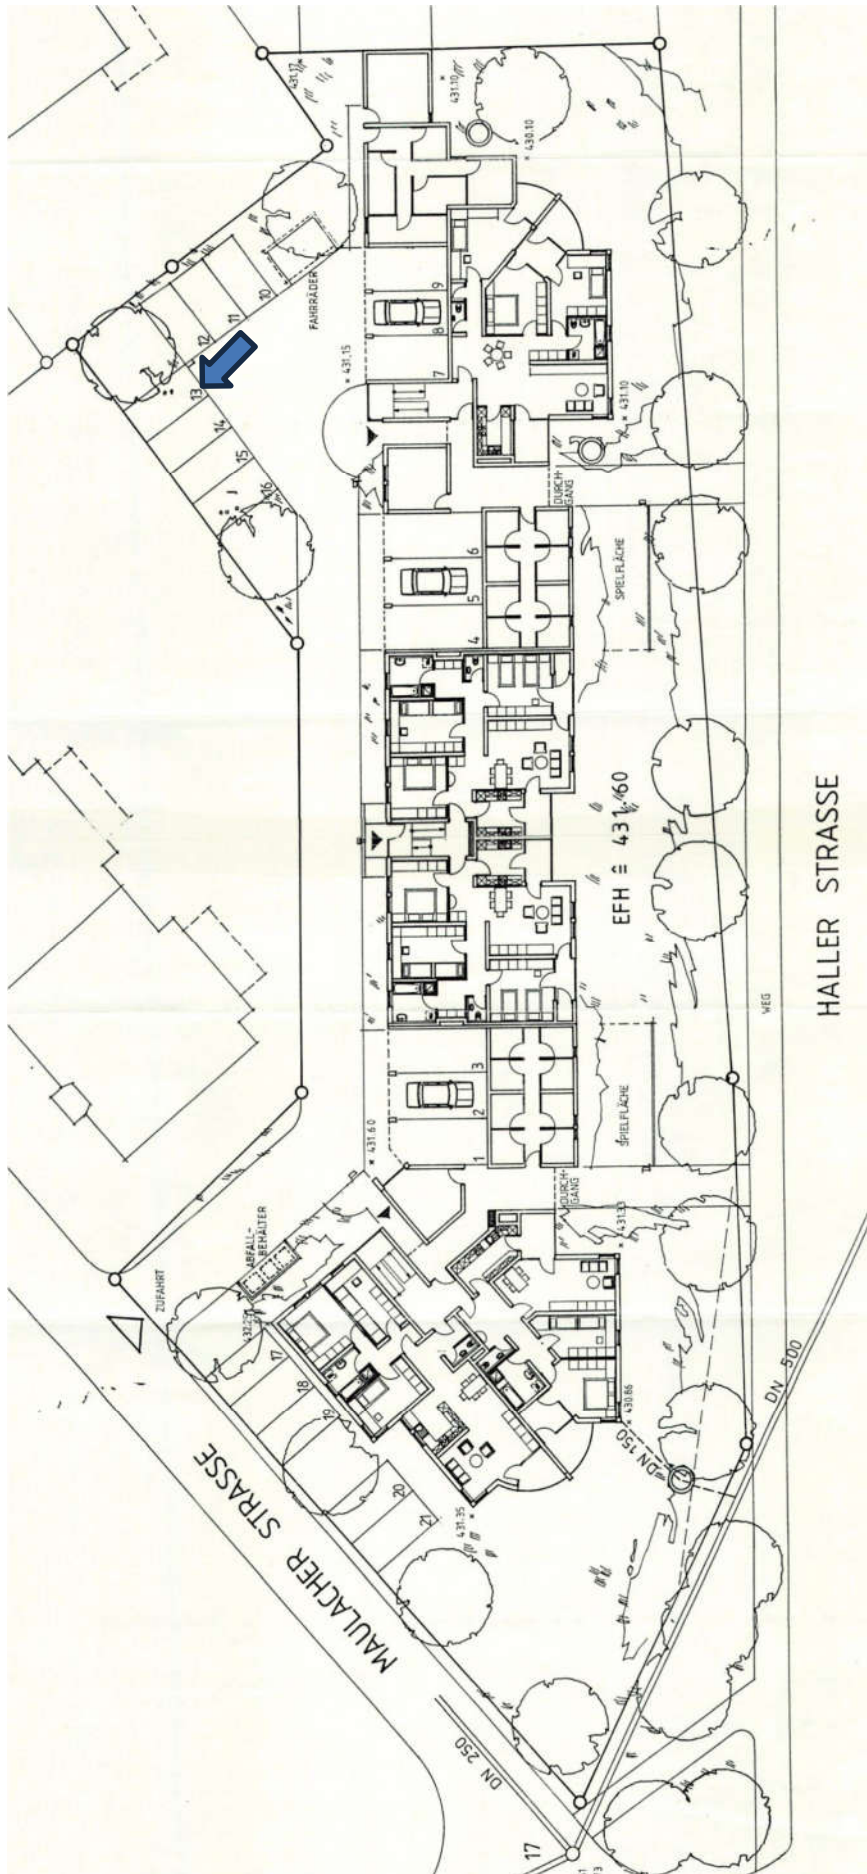 431.17
431.10
430.10
FAHRRÄDER
10
11
12
13
14
15
16
431,15
7
8
9
431.10
DURCH-
GANG
4
5
6
SPIELFLÄCHE
EFH ≙ 431.60
HALLER STRASSE
WEG
SPIELFLÄCHE
1
2
3
431.60
DURCH-
GANG
431.33
ABFALL-
BEHÄLTER
ZUFAHRT
17
18
19
20
21
430.86
DN 150
DN 500
431.35
MAULACHER STRASSE
DN 250
17